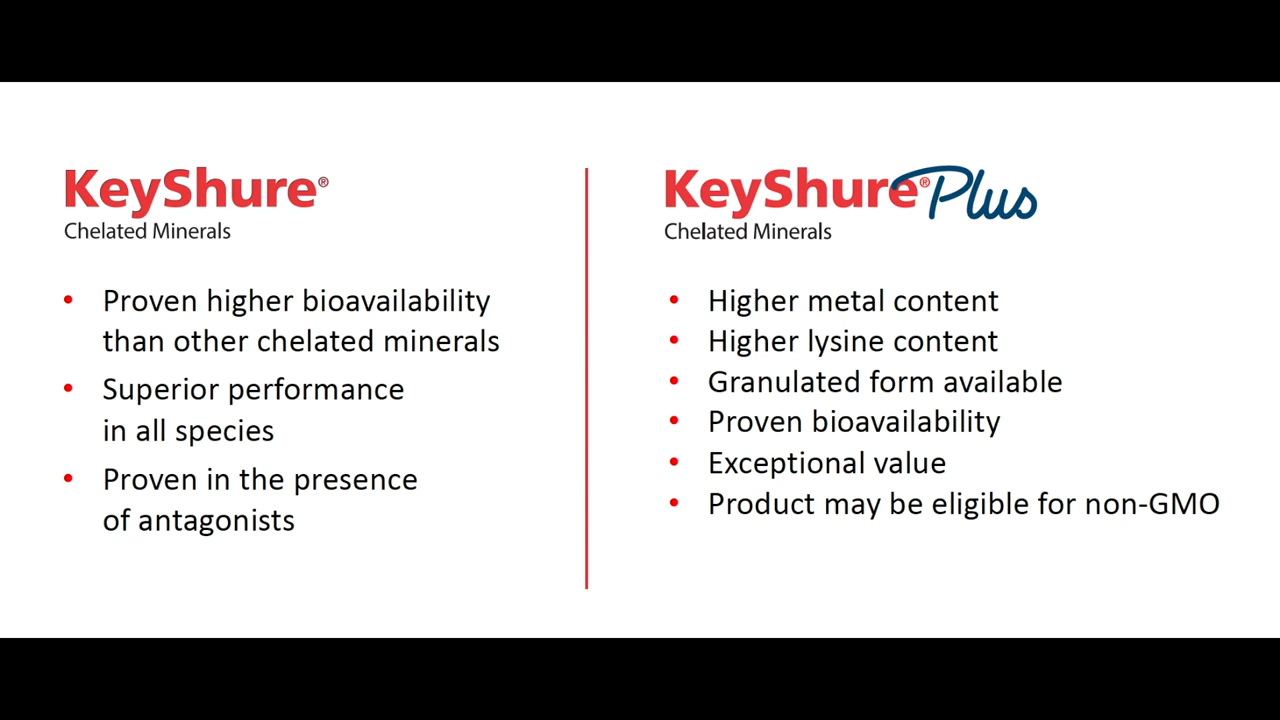 KeyShure®
Chelated Minerals
• Proven higher bioavailability
than other chelated minerals
• Superior performance
in all species
• Proven in the presence
of antagonists
KeyShure® Plus
Chelated Minerals
• Higher metal content
• Higher lysine content
• Granulated form available
• Proven bioavailability
• Exceptional value
• Product may be eligible for non-GMO